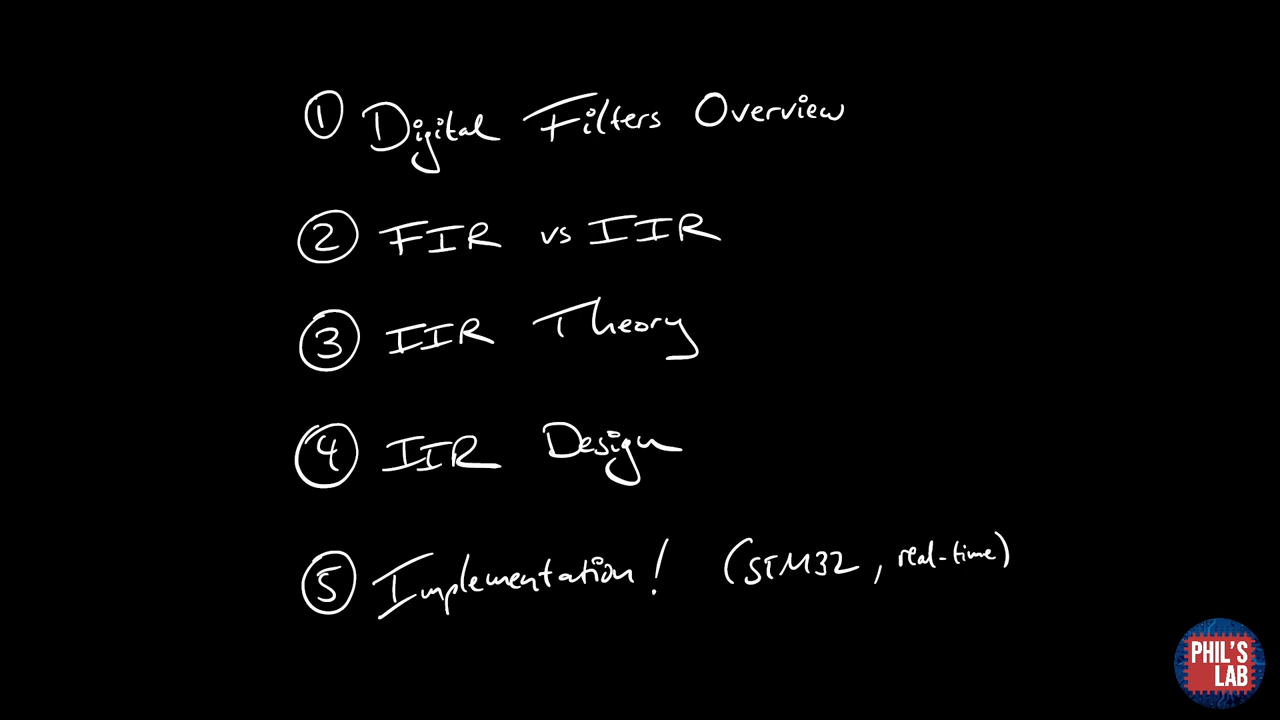 ① Digital Filters Overview
② FIR vs IIR
③ IIR Theory
④ IIR Design
⑤ Implementation! (STM32, real-time)
PHIL'S
LAB